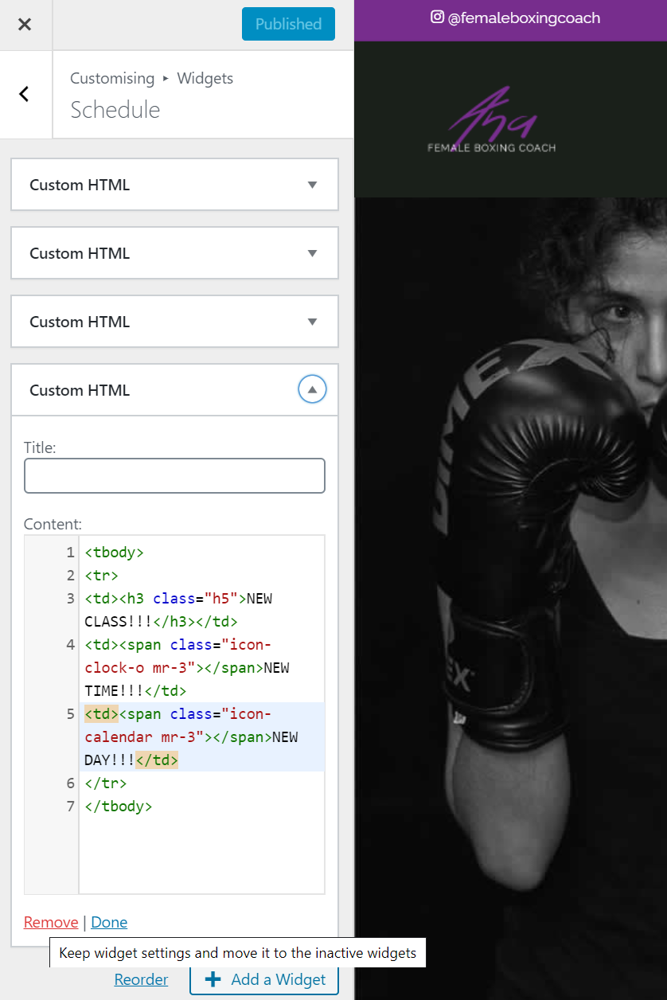 Published
@femaleboxingcoach
Customising ▸ Widgets
Schedule
Ana
FEMALE BOXING COACH
Custom HTML
Custom HTML
Custom HTML
Custom HTML
DIMEX
Title:
Content:
1 <tbody>
2 <tr>
3 <td><h3 class="h5">NEW
CLASS!!!</h3></td>
4 <td><span class="icon-
clock-o mr-3"></span>NEW
TIME!!!</td>
5 <td><span class="icon-
calendar mr-3"></span>NEW
DAY!!!</td>
6 </tr>
7 </tbody>
EX
Remove | Done
Keep widget settings and move it to the inactive widgets
Reorder
+ Add a Widget